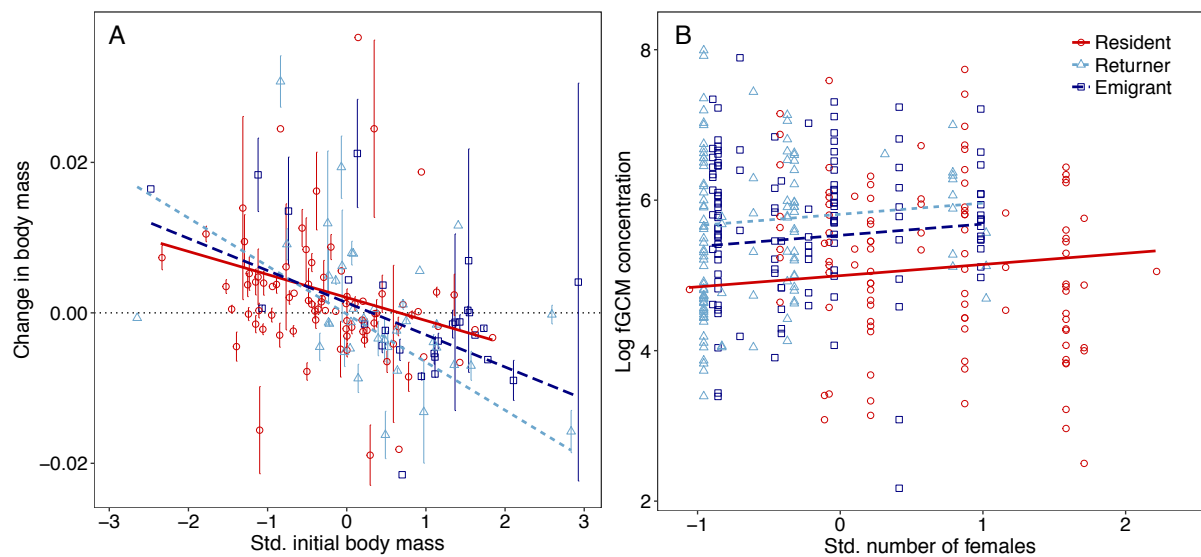 A
Change in body mass
0.02
0.00
−0.02
−3 −2 −1 0 1 2 3
Std. initial body mass
B
Resident
Returner
Emigrant
Log fGCM concentration
8
6
4
2
−1 0 1 2
Std. number of females